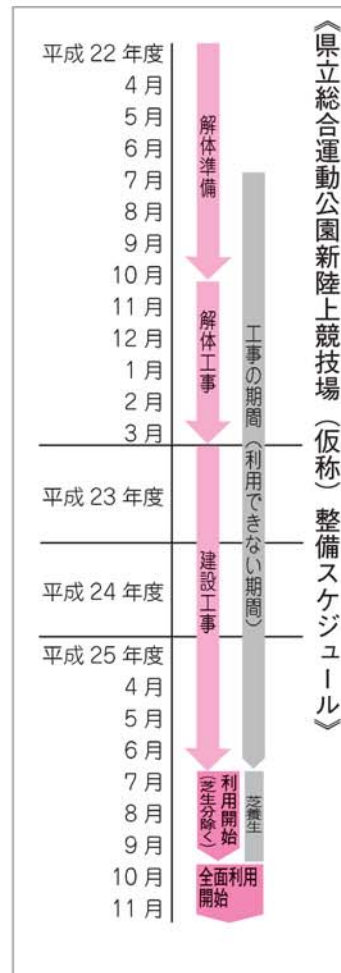 《県立総合運動公園新陸上競技場（仮称）整備スケジュール》
平成22年度
4月
5月
6月
7月
8月
9月
10月
11月
12月
1月
2月
3月
平成23年度
平成24年度
平成25年度
4月
5月
6月
7月
8月
9月
10月
11月
解体準備
解体工事
建設工事
利用開始
（芝生分除く）
全面利用
開始
工事の期間（利用できない期間）
芝養生